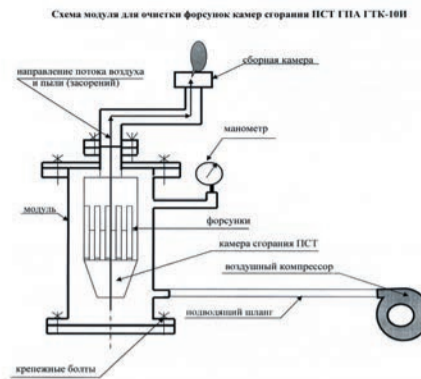 Схема модуля для очистки форсунок камер сгорания ПСТ ГПА ГТК-10И
направление потока воздуха
и пыли (засорений)
сборная камера
манометр
модуль
форсунки
камера сгорания ПСТ
воздушный компрессор
подводящий шланг
крепежные болты